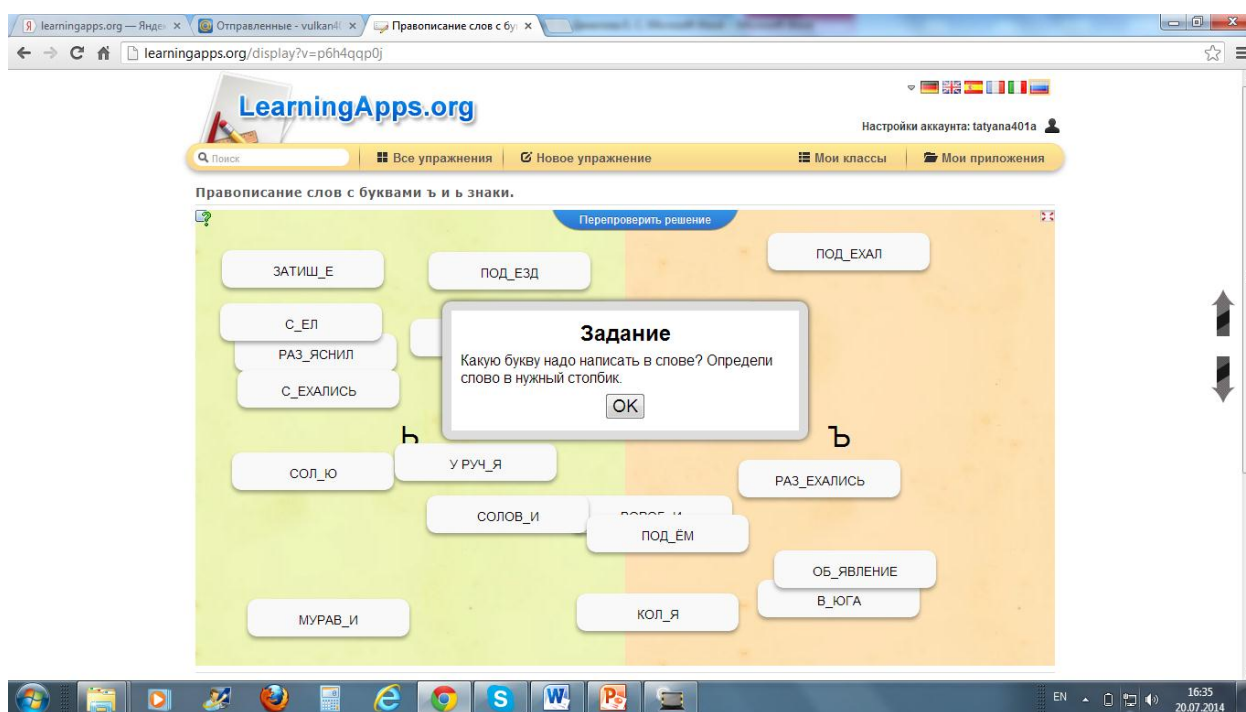 learningapps.org — Янде
Отправленные - vulkan4
Правописание слов с бу
learningapps.org/display?v=p6h4qqp0j
LearningApps.org
Настройки аккаунта: tatyana401a
Поиск
Все упражнения
Новое упражнение
Мои классы
Мои приложения
Правописание слов с буквами ъ и ь знаки.
Перепроверить решение
ПОД_ЕХАЛ
ЗАТИШ_Е
ПОД_ЕЗД
С_ЕЛ
РАЗ_ЯСНИЛ
С_ЕХАЛИСЬ
Задание
Какую букву надо написать в слове? Определи
слово в нужный столбик.
OK
Ь
Ъ
У РУЧ_Я
СОЛ_Ю
РАЗ_ЕХАЛИСЬ
СОЛОВ_И
ПОД_ЁМ
ОБ_ЯВЛЕНИЕ
В_ЮГА
КОЛ_Я
МУРАВ_И
EN
16:35
20.07.2014